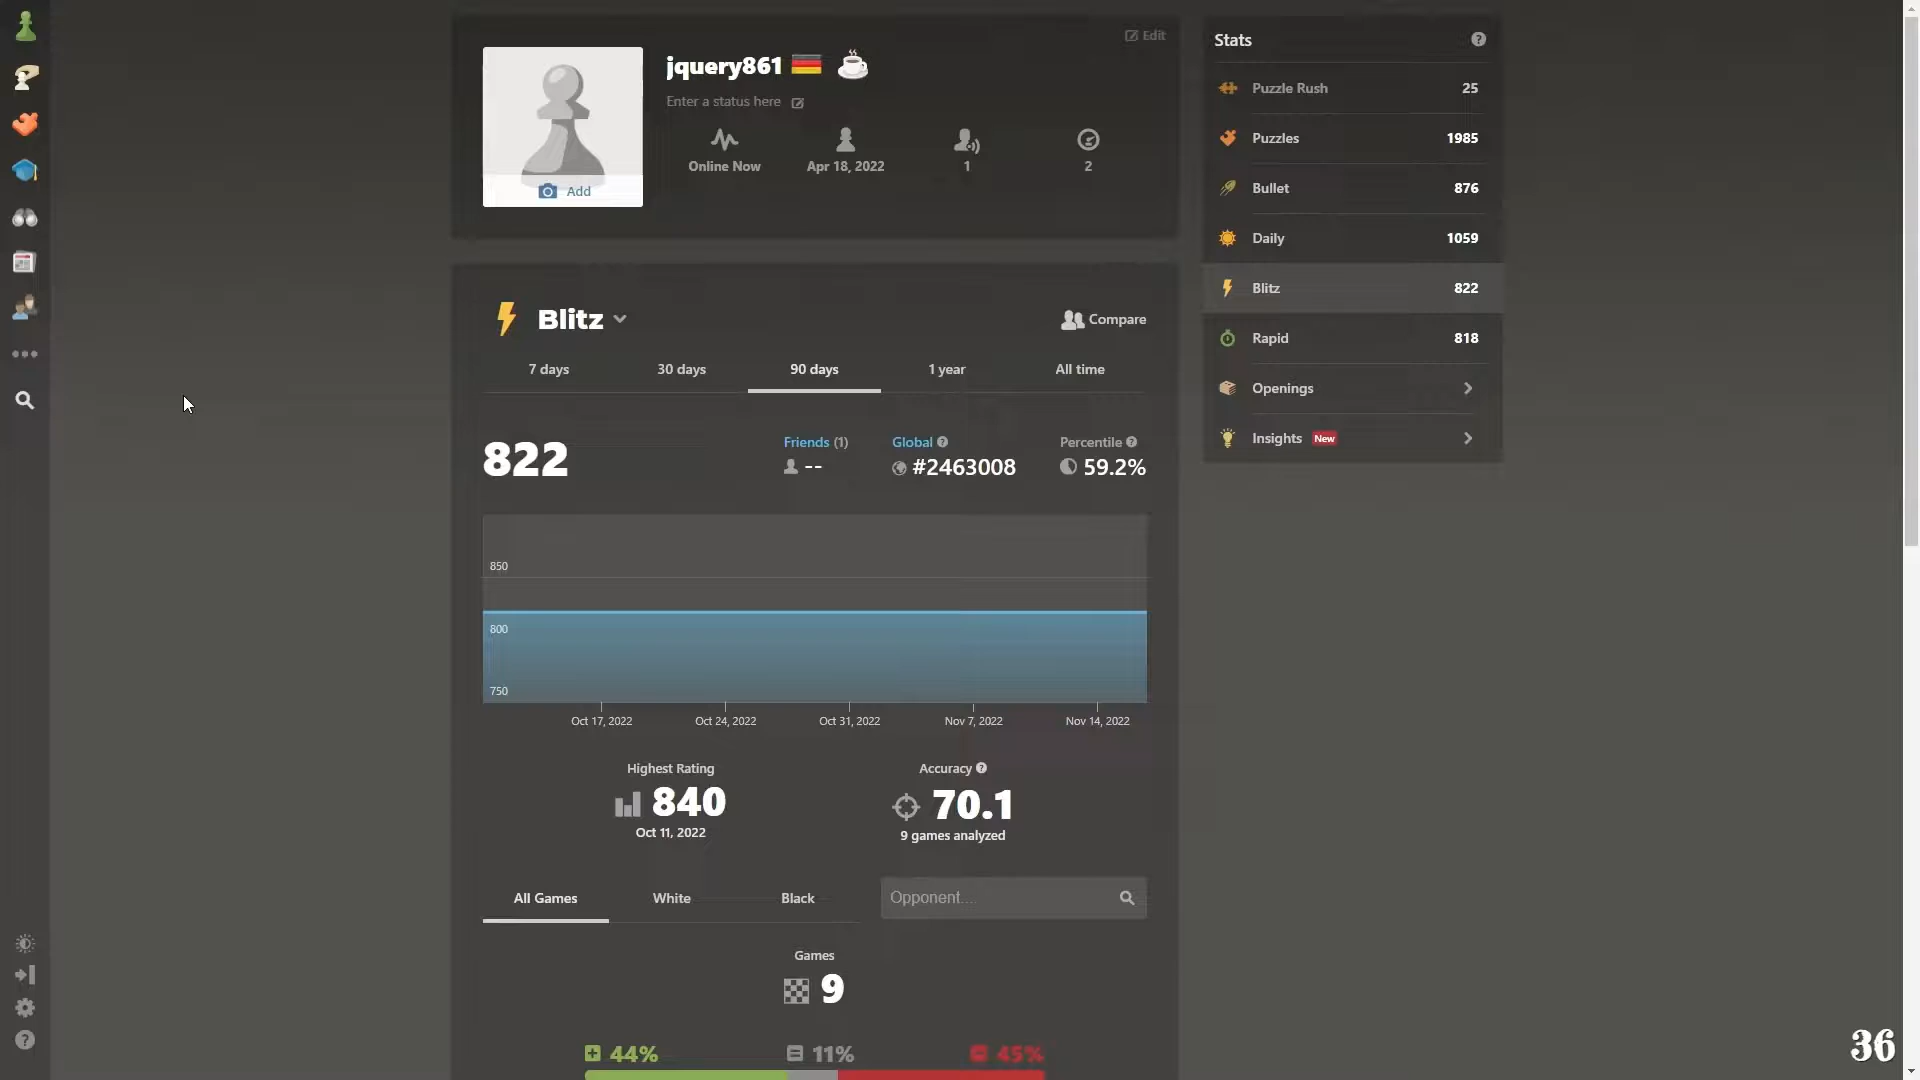 Edit
jquery861
Enter a status here
Online Now
Apr 18, 2022
1
2
Add
Blitz
Compare
7 days
30 days
90 days
1 year
All time
822
Friends (1)
--
Global
#2463008
Percentile
59.2%
850
800
750
Oct 17, 2022
Oct 24, 2022
Oct 31, 2022
Nov 7, 2022
Nov 14, 2022
Highest Rating
840
Oct 11, 2022
Accuracy
70.1
9 games analyzed
All Games
White
Black
Opponent....
Games
9
44%
11%
45%
Stats
Puzzle Rush 25
Puzzles 1985
Bullet 876
Daily 1059
Blitz 822
Rapid 818
Openings
Insights New
36